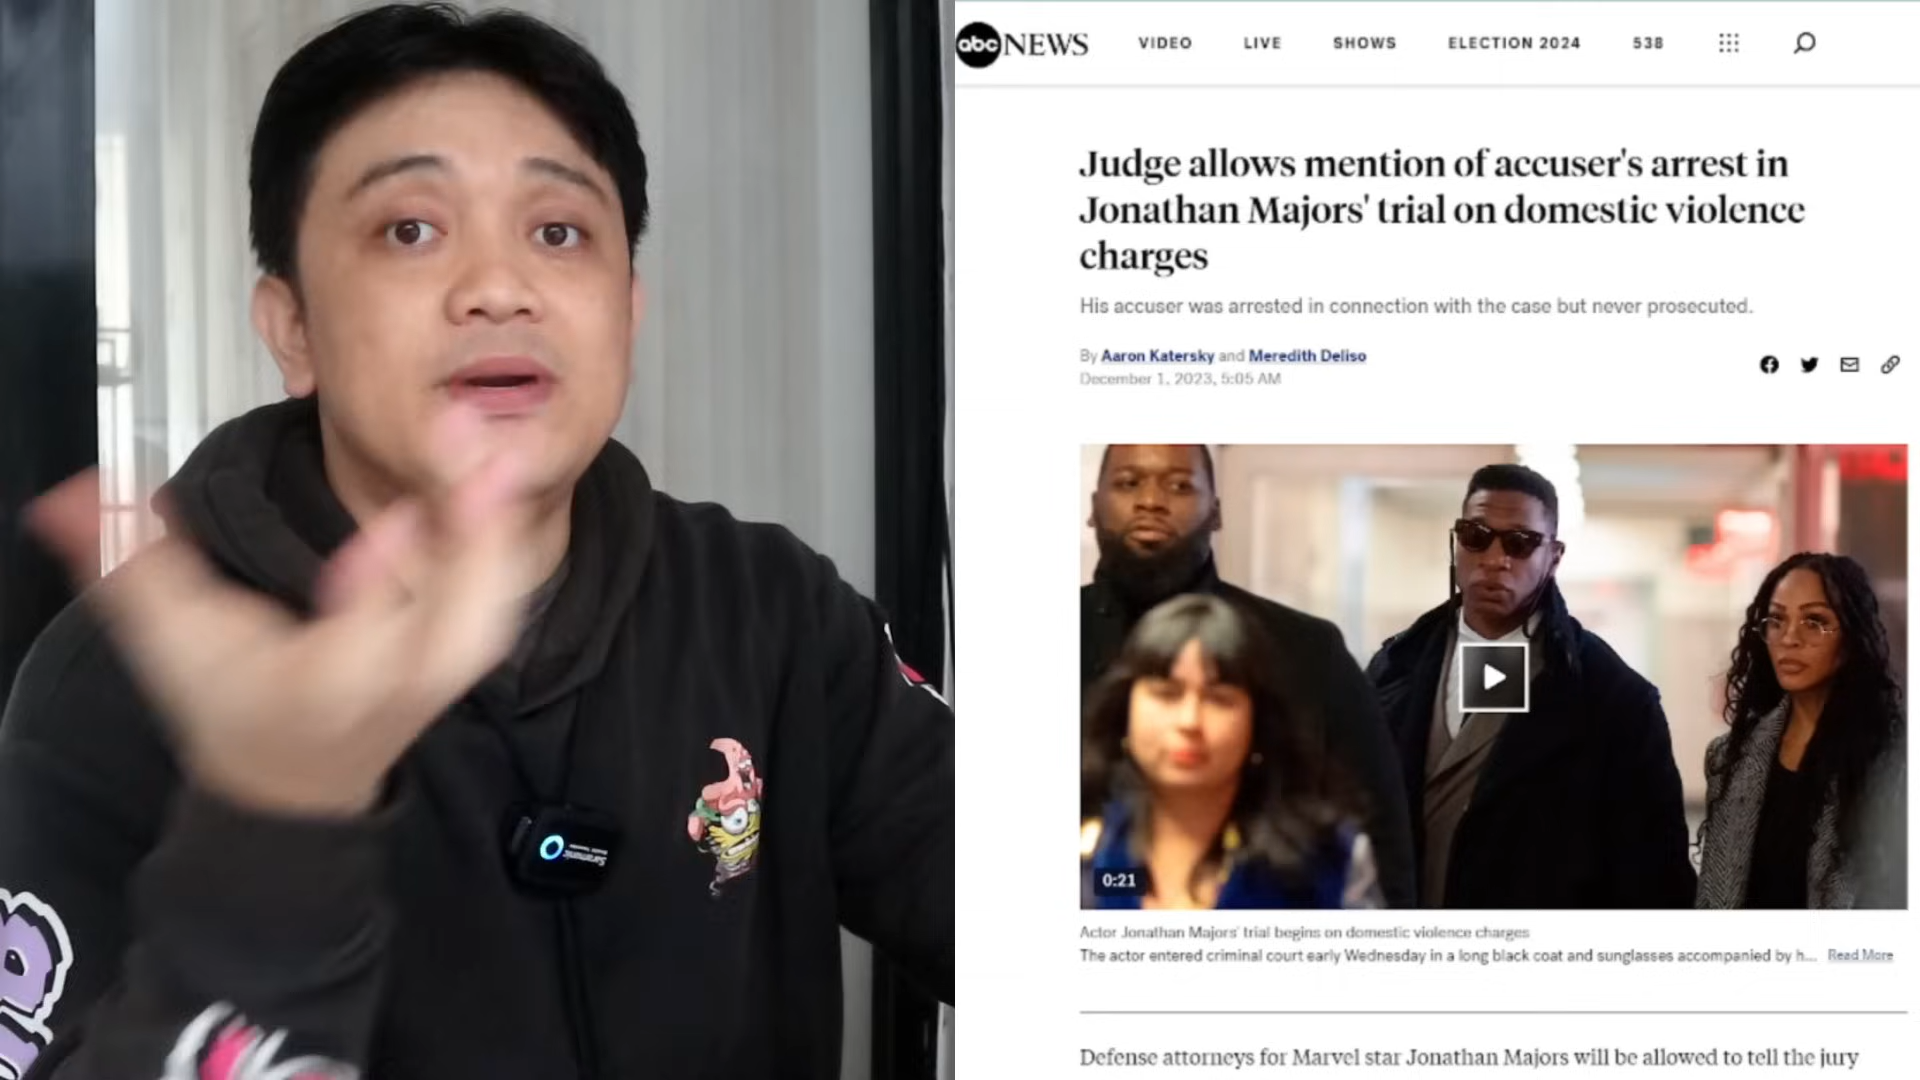 abc NEWS
VIDEO
LIVE
SHOWS
ELECTION 2024
538
Judge allows mention of accuser's arrest in
Jonathan Majors' trial on domestic violence
charges
His accuser was arrested in connection with the case but never prosecuted.
By Aaron Katersky and Meredith Deliso
December 1, 2023, 5:05 AM
0:21
Actor Jonathan Majors' trial begins on domestic violence charges
The actor entered criminal court early Wednesday in a long black coat and sunglasses accompanied by h... Read More
Defense attorneys for Marvel star Jonathan Majors will be allowed to tell the jury
Saramonic